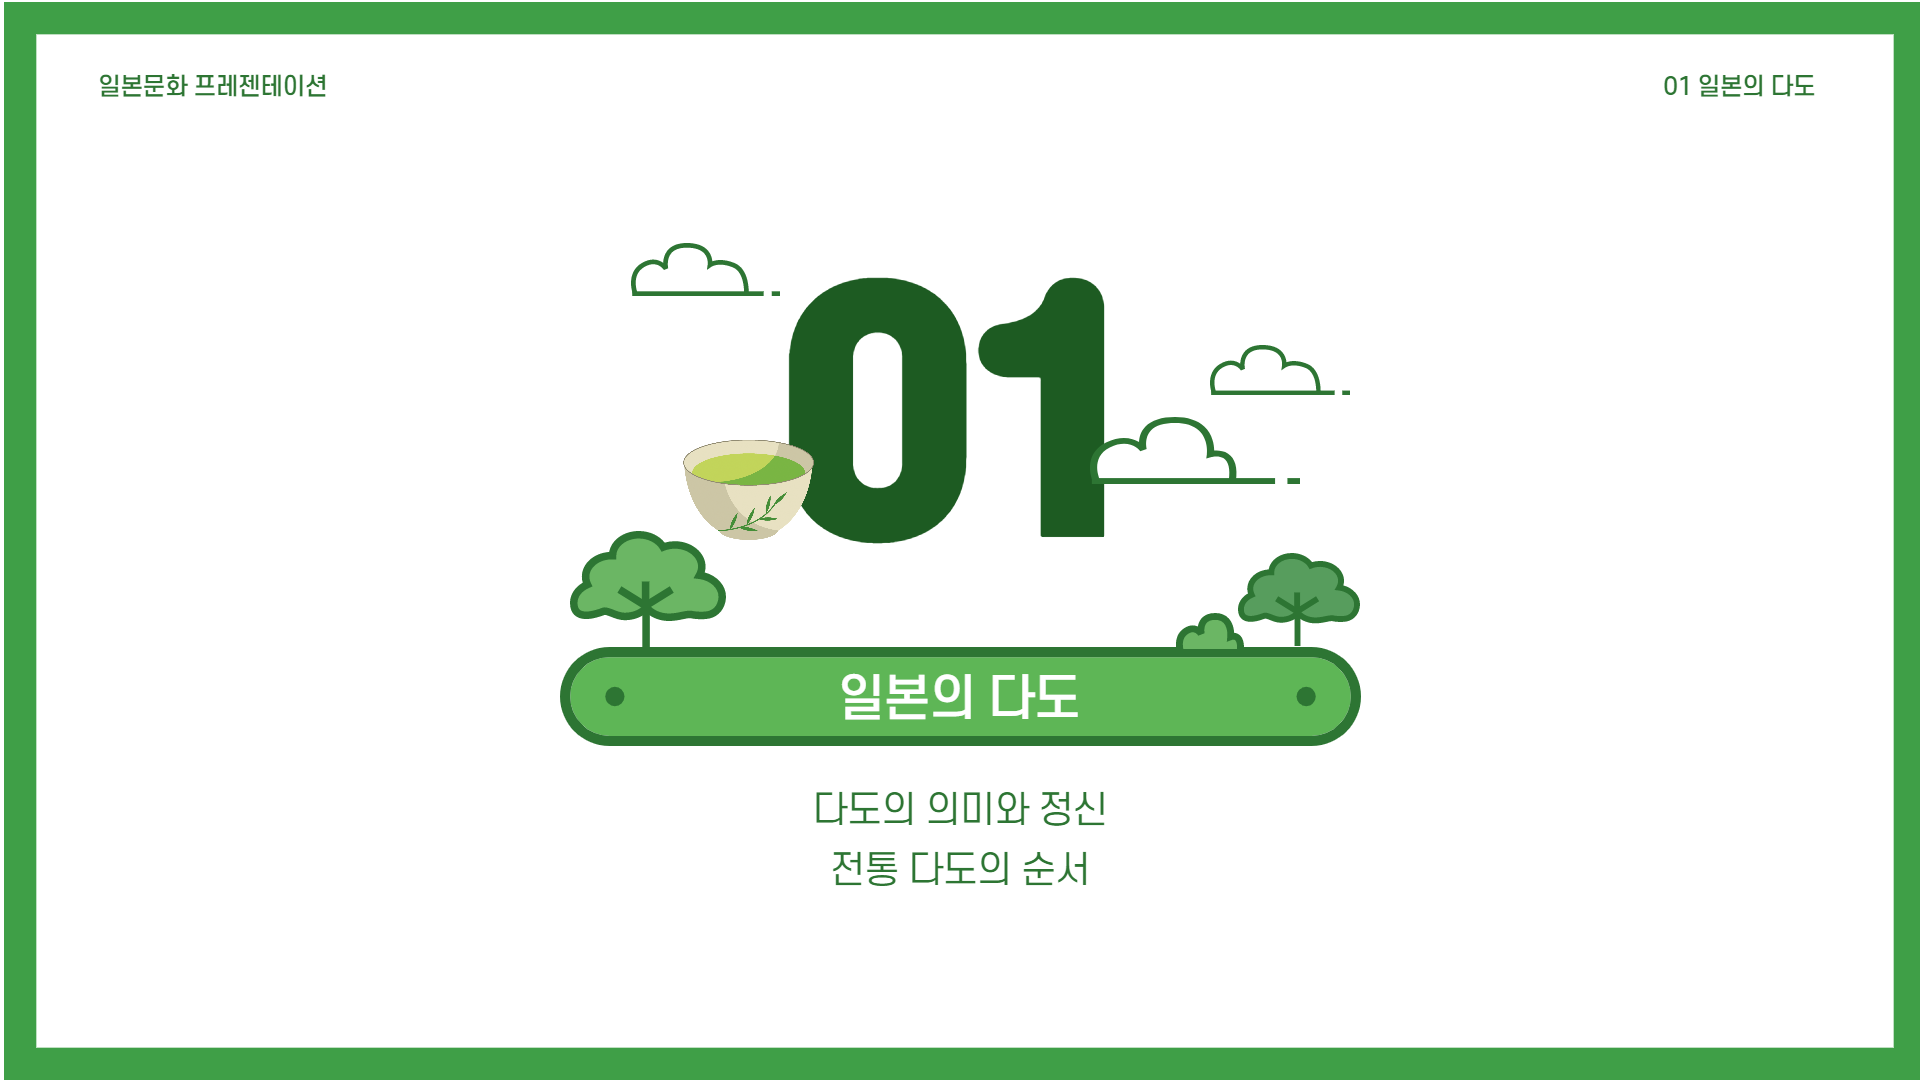 일본문화 프레젠테이션
01 일본의 다도
01
일본의 다도
다도의 의미와 정신
전통 다도의 순서